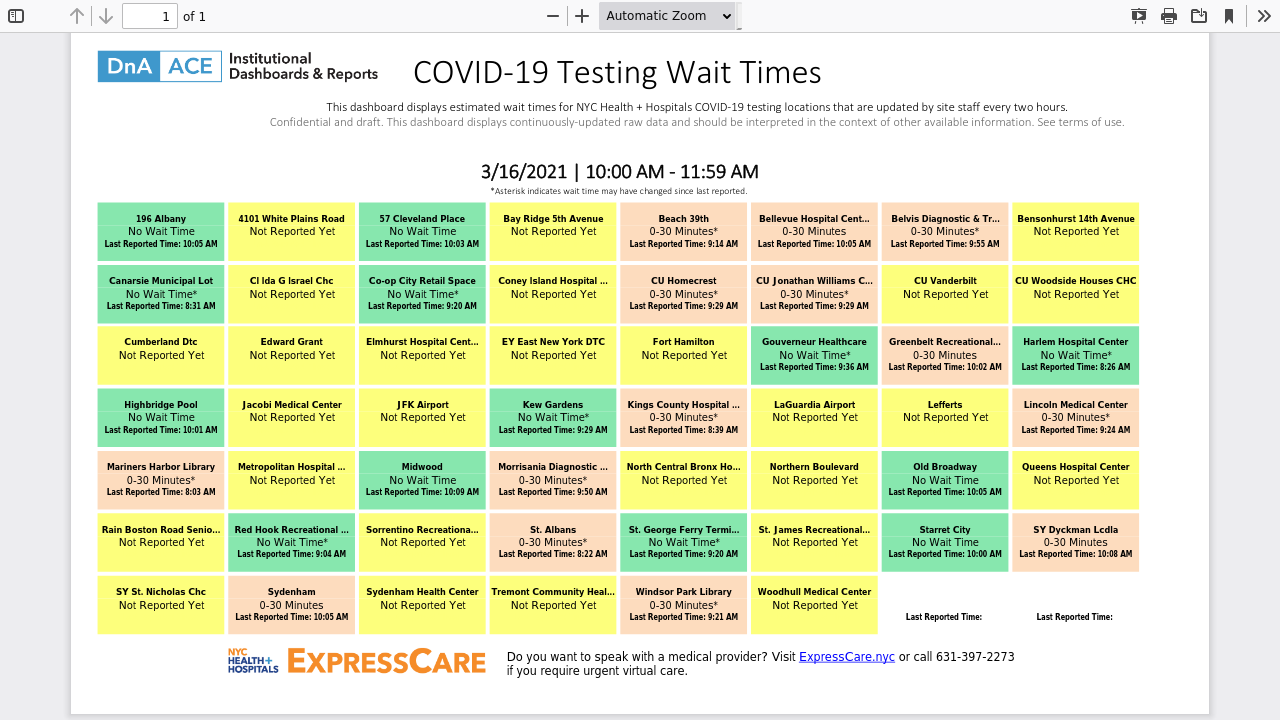 1 of 1 Automatic Zoom
DnA ACE Institutional
Dashboards & Reports
COVID-19 Testing Wait Times
This dashboard displays estimated wait times for NYC Health + Hospitals COVID-19 testing locations that are updated by site staff every two hours.
Confidential and draft. This dashboard displays continuously-updated raw data and should be interpreted in the context of other available information. See terms of use.
3/16/2021 | 10:00 AM - 11:59 AM
*Asterisk indicates wait time may have changed since last reported.
196 Albany
No Wait Time
Last Reported Time: 10:05 AM
4101 White Plains Road
Not Reported Yet
57 Cleveland Place
No Wait Time
Last Reported Time: 10:03 AM
Bay Ridge 5th Avenue
Not Reported Yet
Beach 39th
0-30 Minutes*
Last Reported Time: 9:14 AM
Bellevue Hospital Cent...
0-30 Minutes
Last Reported Time: 10:05 AM
Belvis Diagnostic & Tr...
0-30 Minutes*
Last Reported Time: 9:55 AM
Bensonhurst 14th Avenue
Not Reported Yet
Canarsie Municipal Lot
No Wait Time*
Last Reported Time: 8:31 AM
Cl Ida G Israel Chc
Not Reported Yet
Co-op City Retail Space
No Wait Time*
Last Reported Time: 9:20 AM
Coney Island Hospital ...
Not Reported Yet
CU Homecrest
0-30 Minutes*
Last Reported Time: 9:29 AM
CU Jonathan Williams C...
0-30 Minutes*
Last Reported Time: 9:29 AM
CU Vanderbilt
Not Reported Yet
CU Woodside Houses CHC
Not Reported Yet
Cumberland Dtc
Not Reported Yet
Edward Grant
Not Reported Yet
Elmhurst Hospital Cent...
Not Reported Yet
EY East New York DTC
Not Reported Yet
Fort Hamilton
Not Reported Yet
Gouverneur Healthcare
No Wait Time*
Last Reported Time: 9:36 AM
Greenbelt Recreational...
0-30 Minutes
Last Reported Time: 10:02 AM
Harlem Hospital Center
No Wait Time*
Last Reported Time: 8:26 AM
Highbridge Pool
No Wait Time
Last Reported Time: 10:01 AM
Jacobi Medical Center
Not Reported Yet
JFK Airport
Not Reported Yet
Kew Gardens
No Wait Time*
Last Reported Time: 9:29 AM
Kings County Hospital ...
0-30 Minutes*
Last Reported Time: 8:39 AM
LaGuardia Airport
Not Reported Yet
Lefferts
Not Reported Yet
Lincoln Medical Center
0-30 Minutes*
Last Reported Time: 9:24 AM
Mariners Harbor Library
0-30 Minutes*
Last Reported Time: 8:03 AM
Metropolitan Hospital ...
Not Reported Yet
Midwood
No Wait Time
Last Reported Time: 10:09 AM
Morrisania Diagnostic ...
0-30 Minutes*
Last Reported Time: 9:50 AM
North Central Bronx Ho...
Not Reported Yet
Northern Boulevard
Not Reported Yet
Old Broadway
No Wait Time
Last Reported Time: 10:05 AM
Queens Hospital Center
Not Reported Yet
Rain Boston Road Senio...
Not Reported Yet
Red Hook Recreational ...
No Wait Time*
Last Reported Time: 9:04 AM
Sorrentino Recreationa...
Not Reported Yet
St. Albans
0-30 Minutes*
Last Reported Time: 8:22 AM
St. George Ferry Termi...
No Wait Time*
Last Reported Time: 9:20 AM
St. James Recreational...
Not Reported Yet
Starret City
No Wait Time
Last Reported Time: 10:00 AM
SY Dyckman Lcdla
0-30 Minutes
Last Reported Time: 10:08 AM
SY St. Nicholas Chc
Not Reported Yet
Sydenham
0-30 Minutes
Last Reported Time: 10:05 AM
Sydenham Health Center
Not Reported Yet
Tremont Community Heal...
Not Reported Yet
Windsor Park Library
0-30 Minutes*
Last Reported Time: 9:21 AM
Woodhull Medical Center
Not Reported Yet
Last Reported Time:
Last Reported Time:
NYC
HEALTH+
HOSPITALS
EXPRESSCARE
Do you want to speak with a medical provider? Visit ExpressCare.nyc or call 631-397-2273
if you require urgent virtual care.